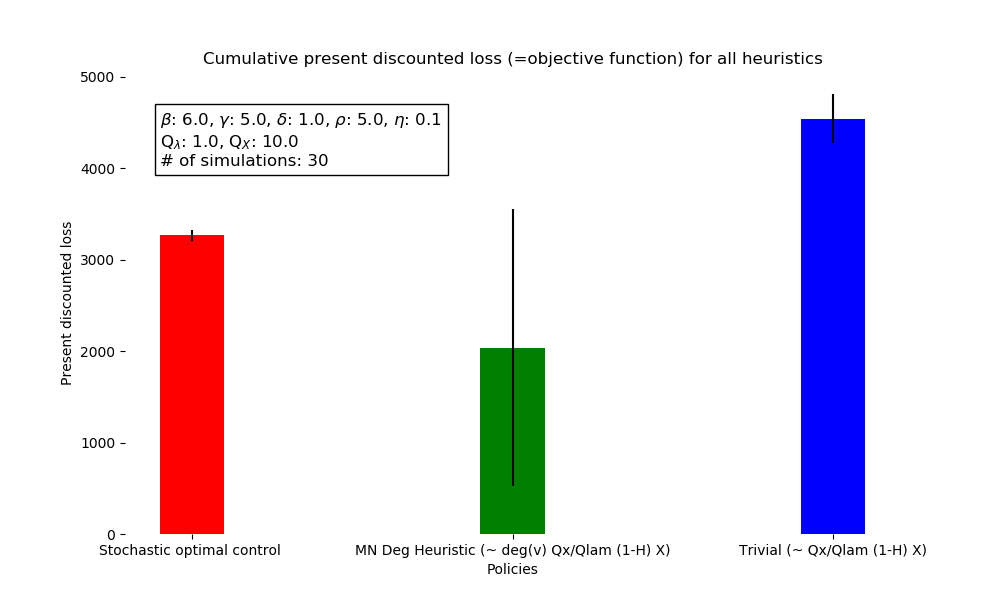 Cumulative present discounted loss (=objective function) for all heuristics
5000
β: 6.0, γ: 5.0, δ: 1.0, ρ: 5.0, η: 0.1
Qλ: 1.0, QX: 10.0
# of simulations: 30
4000
3000
2000
1000
0
Present discounted loss
Stochastic optimal control
MN Deg Heuristic (~ deg(v) Qx/Qlam (1-H) X)
Trivial (~ Qx/Qlam (1-H) X)
Policies